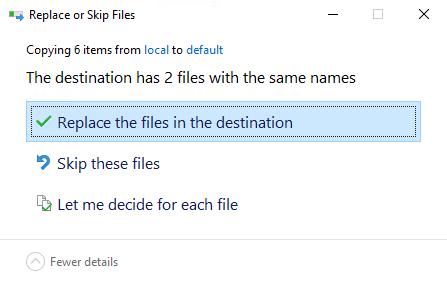 Replace or Skip Files
Copying 6 items from local to default
The destination has 2 files with the same names
Replace the files in the destination
Skip these files
Let me decide for each file
Fewer details